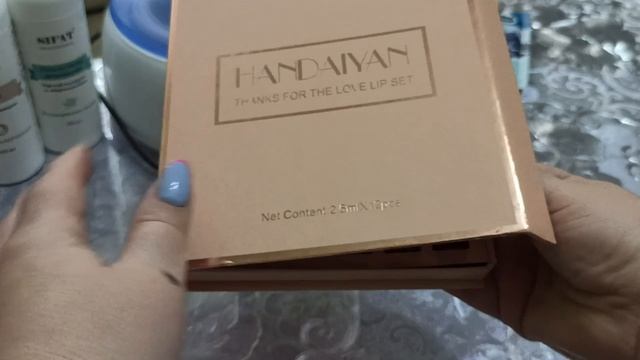 SIFAT
HANDAIYAN
THANKS FOR THE LOVE LIP SET
Net Content 2.5mlX12pcs